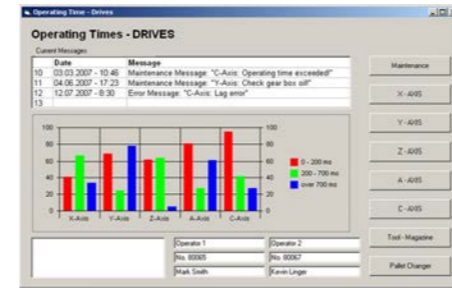 Operating Time - Drives
Operating Times - DRIVES
Current Messages
Date Message
10 03.03.2007 - 10:46 Maintenance Message: "C-Axis: Operating time exceeded!"
11 04.06.2007 - 17:23 Maintenance Message: "Y-Axis: Check gear box oil!"
12 12.07.2007 - 8:30 Error Message: "C-Axis: Lag error"
13
Maintenance
X - AXIS
Y - AXIS
Z - AXIS
A - AXIS
C - AXIS
Tool - Magazine
Pallet Changer
100 100
80 80
60 60
40 40
20 20
0 0
X-Axis Y-Axis Z-Axis A-Axis C-Axis
0 - 200 ms
200 - 700 ms
over 700 ms
Operator 1 Operator 2
No. 80065 No. 80067
Mark Smith Kevin Linger